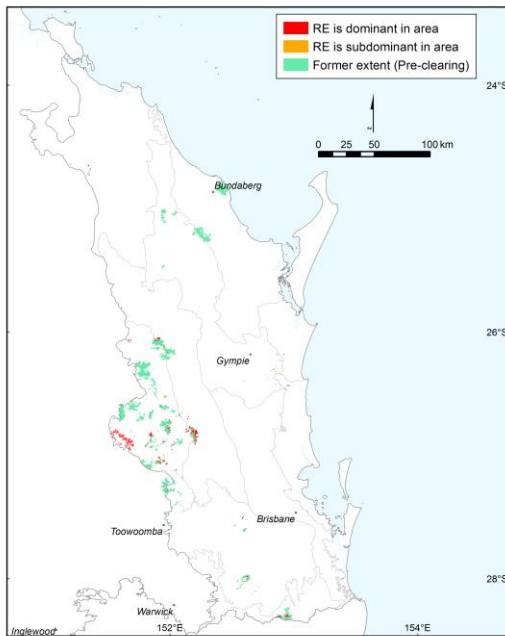 RE is dominant in area
RE is subdominant in area
Former extent (Pre-clearing)
24°S
N
0 25 50 100 km
Bundaberg
26°S
Gympie
Brisbane
Toowoomba
28°S
Warwick
Inglewood
152°E
154°E